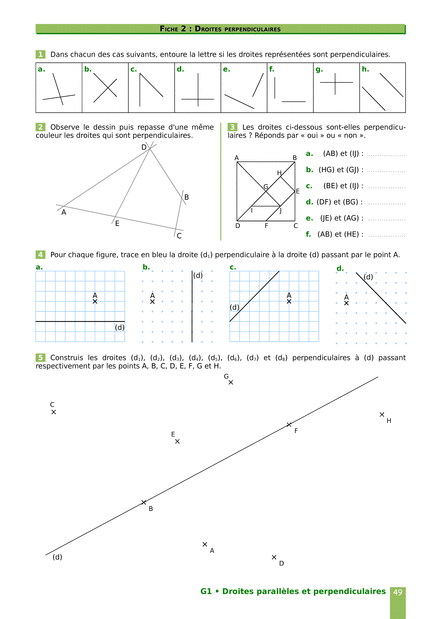 Fiche 2 : Droites perpendiculaires
1 Dans chacun des cas suivants, entoure la lettre si les droites représentées sont perpendiculaires.
a. b. c. d. e. f. g. h.
2 Observe le dessin puis repasse d'une même
couleur les droites qui sont perpendiculaires.
D
B
A
E
C
3 Les droites ci-dessous sont-elles perpendicu-
laires ? Réponds par « oui » ou « non ».
A B
H
G E
I J
D F C
a. (AB) et (IJ) : ................
b. (HG) et (GJ) : ................
c. (BE) et (IJ) : ................
d. (DF) et (BG) : ................
e. (JE) et (AG) : ................
f. (AB) et (HE) : ................
4 Pour chaque figure, trace en bleu la droite (d₁) perpendiculaire à la droite (d) passant par le point A.
a. b. c. d.
A (d)
A (d)
A (d)
A (d)
5 Construis les droites (d₁), (d₂), (d₃), (d₄), (d₅), (d₆), (d₇) et (d₈) perpendiculaires à (d) passant
respectivement par les points A, B, C, D, E, F, G et H.
G
C
H
F
E
B
A
(d)
D
G1 • Droites parallèles et perpendiculaires 49